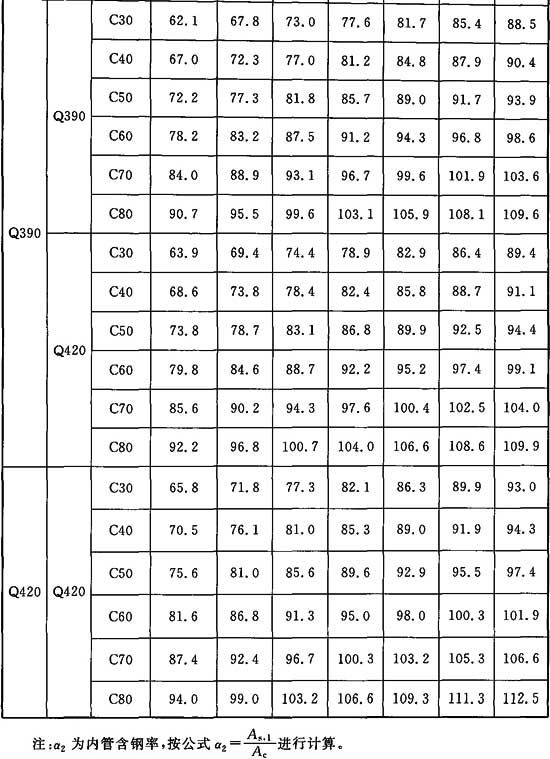 C30 62.1 67.8 73.0 77.6 81.7 85.4 88.5
C40 67.0 72.3 77.0 81.2 84.8 87.9 90.4
C50 72.2 77.3 81.8 85.7 89.0 91.7 93.9
Q390
C60 78.2 83.2 87.5 91.2 94.3 96.8 98.6
C70 84.0 88.9 93.1 96.7 99.6 101.9 103.6
C80 90.7 95.5 99.6 103.1 105.9 108.1 109.6
Q390
C30 63.9 69.4 74.4 78.9 82.9 86.4 89.4
C40 68.6 73.8 78.4 82.4 85.8 88.7 91.1
C50 73.8 78.7 83.1 86.8 89.9 92.5 94.4
Q420
C60 79.8 84.6 88.7 92.2 95.2 97.4 99.1
C70 85.6 90.2 94.3 97.6 100.4 102.5 104.0
C80 92.2 96.8 100.7 104.0 106.6 108.6 109.9
C30 65.8 71.8 77.3 82.1 86.3 89.9 93.0
C40 70.5 76.1 81.0 85.3 89.0 91.9 94.3
C50 75.6 81.0 85.6 89.6 92.9 95.5 97.4
Q420 Q420
C60 81.6 86.8 91.3 95.0 98.0 100.3 101.9
C70 87.4 92.4 96.7 100.3 103.2 105.3 106.6
C80 94.0 99.0 103.2 106.6 109.3 111.3 112.5
注:α₂ 为内管含钢率,按公式 α₂=As.1/Ac进行计算。